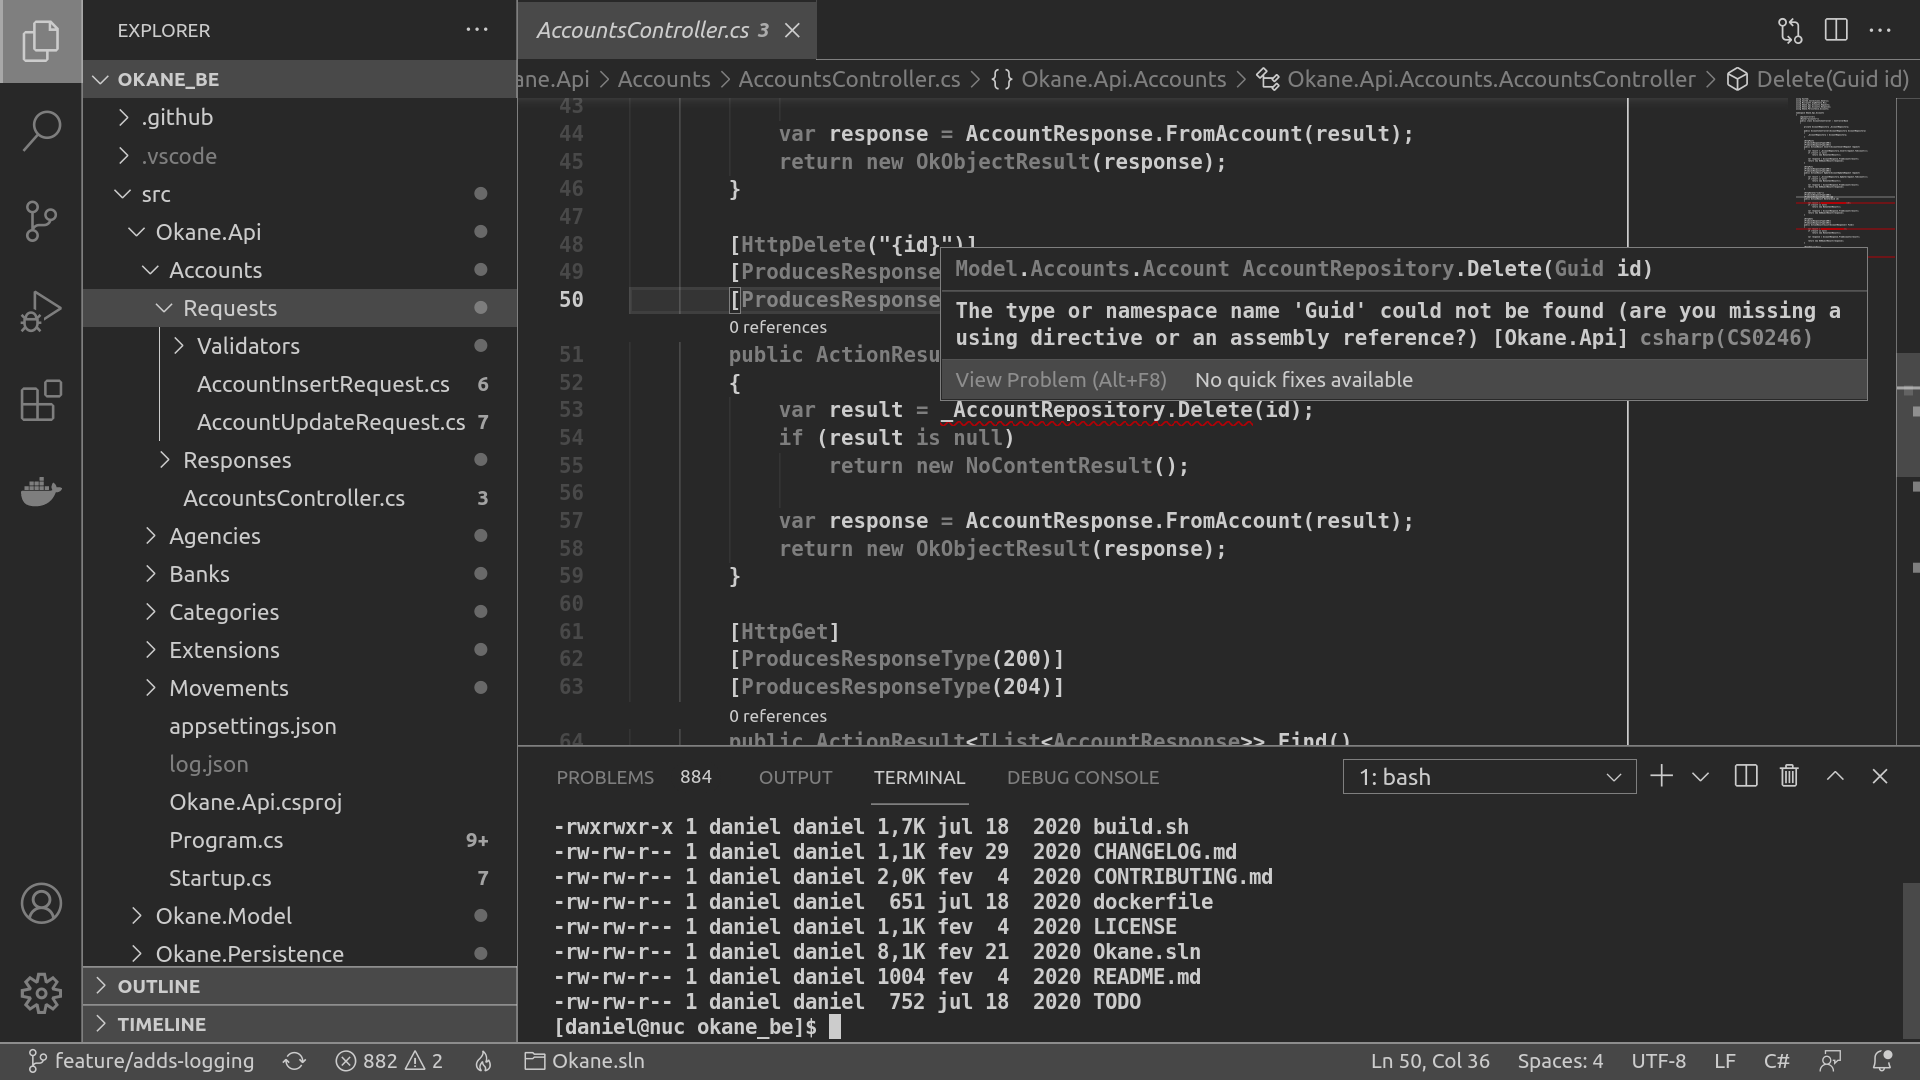 EXPLORER
OKANE_BE
.github
.vscode
src
Okane.Api
Accounts
Requests
Validators
AccountInsertRequest.cs 6
AccountUpdateRequest.cs 7
Responses
AccountsController.cs 3
Agencies
Banks
Categories
Extensions
Movements
appsettings.json
log.json
Okane.Api.csproj
Program.cs 9+
Startup.cs 7
Okane.Model
Okane.Persistence
OUTLINE
TIMELINE
AccountsController.cs 3
ane.Api > Accounts > AccountsController.cs > {} Okane.Api.Accounts > Okane.Api.Accounts.AccountsController > Delete(Guid id)
43
44 var response = AccountResponse.FromAccount(result);
45 return new OkObjectResult(response);
46 }
47
48 [HttpDelete("{id}")]
49 [ProducesResponse
50 [ProducesResponse
0 references
51 public ActionResu
52 {
53 var result = _AccountRepository.Delete(id);
54 if (result is null)
55 return new NoContentResult();
56
57 var response = AccountResponse.FromAccount(result);
58 return new OkObjectResult(response);
59 }
60
61 [HttpGet]
62 [ProducesResponseType(200)]
63 [ProducesResponseType(204)]
0 references
64 public ActionResult<IList<AccountResponse>> Find()
Model.Accounts.Account AccountRepository.Delete(Guid id)
The type or namespace name 'Guid' could not be found (are you missing a
using directive or an assembly reference?) [Okane.Api] csharp(CS0246)
View Problem (Alt+F8) No quick fixes available
PROBLEMS 884 OUTPUT TERMINAL DEBUG CONSOLE 1: bash
-rwxrwxr-x 1 daniel daniel 1,7K jul 18  2020 build.sh
-rw-rw-r-- 1 daniel daniel 1,1K fev 29  2020 CHANGELOG.md
-rw-rw-r-- 1 daniel daniel 2,0K fev  4  2020 CONTRIBUTING.md
-rw-rw-r-- 1 daniel daniel  651 jul 18  2020 dockerfile
-rw-rw-r-- 1 daniel daniel 1,1K fev  4  2020 LICENSE
-rw-rw-r-- 1 daniel daniel 8,1K fev 21  2020 Okane.sln
-rw-rw-r-- 1 daniel daniel 1004 fev  4  2020 README.md
-rw-rw-r-- 1 daniel daniel  752 jul 18  2020 TODO
[daniel@nuc okane_be]$
feature/adds-logging 882 2 Okane.sln Ln 50, Col 36 Spaces: 4 UTF-8 LF C#